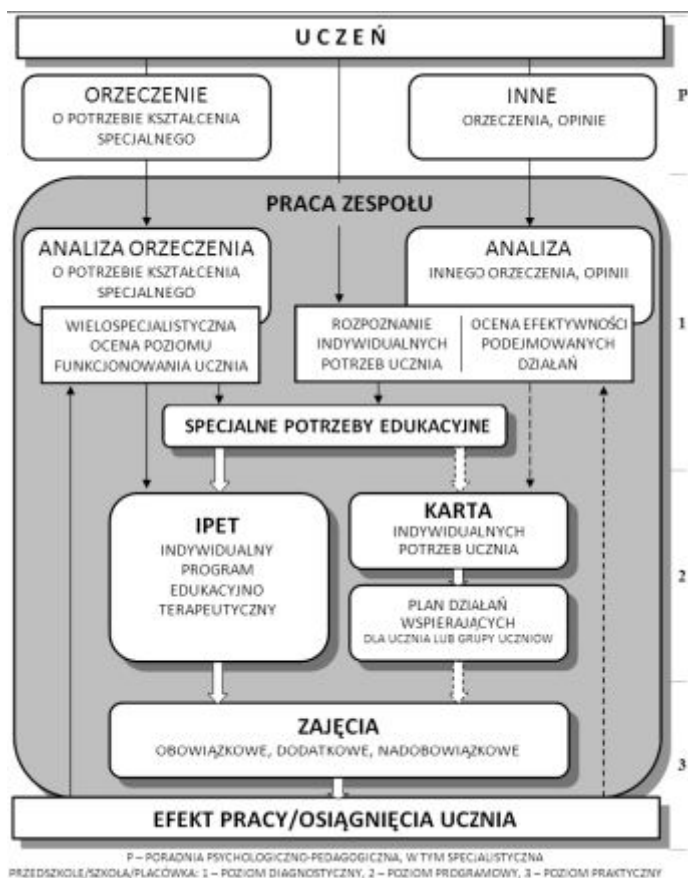 UCZEŃ
ORZECZENIE
O POTRZEBIE KSZTAŁCENIA
SPECJALNEGO
INNE
ORZECZENIA, OPINIE
P
PRACA ZESPOŁU
ANALIZA ORZECZENIA
O POTRZEBIE KSZTAŁCENIA
SPECJALNEGO
ANALIZA
INNEGO ORZECZENIA, OPINII
WIELOSPECJALISTYCZNA
OCENA POZIOMU
FUNKCJONOWANIA UCZNIA
ROZPOZNANIE
INDYWIDUALNYCH
POTRZEB UCZNIA
OCENA EFEKTYWNOŚCI
PODEJMOWANYCH
DZIAŁAŃ
1
SPECJALNE POTRZEBY EDUKACYJNE
IPET
INDYWIDUALNY
PROGRAM
EDUKACYJNO
TERAPEUTYCZNY
KARTA
INDYWIDUALNYCH
POTRZEB UCZNIA
PLAN DZIAŁAŃ
WSPIERAJĄCYCH
DLA UCZNIA LUB GRUPY UCZNIÓW
2
ZAJĘCIA
OBOWIĄZKOWE, DODATKOWE, NADOBOWIĄZKOWE
3
EFEKT PRACY/OSIĄGNIĘCIA UCZNIA
P – PORADNIA PSYCHOLOGICZNO-PEDAGOGICZNA, W TYM SPECJALISTYCZNA
PRZEDSZKOLE/SZKOŁA/PLACÓWKA: 1 – POZIOM DIAGNOSTYCZNY, 2 – POZIOM PROGRAMOWY, 3 – POZIOM PRAKTYCZNY